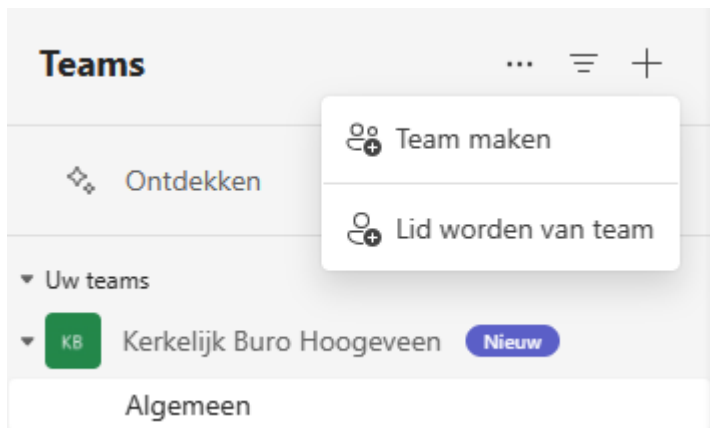 Teams
Team maken
Ontdekken
Lid worden van team
Uw teams
KB Kerkelijk Buro Hoogeveen Nieuw
Algemeen